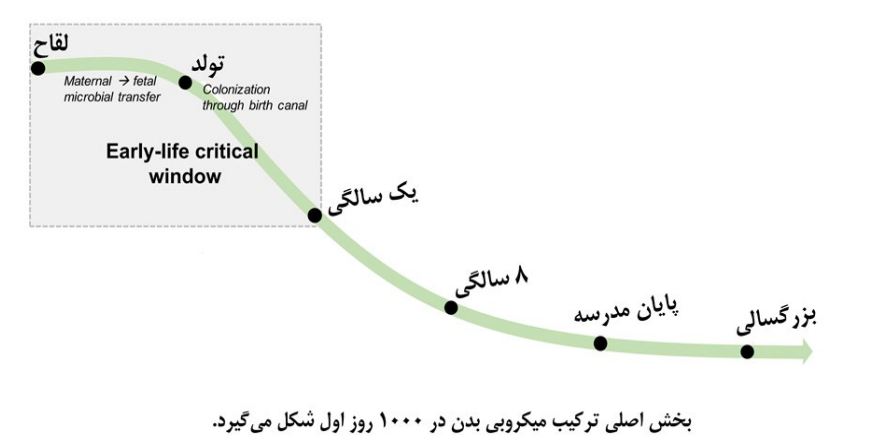 لقاح
تولد
Maternal → fetal
microbial transfer
Colonization
through birth canal
Early-life critical
window
یک سالگی
۸ سالگی
پایان مدرسه
بزرگسالی
بخش اصلی ترکیب میکروبی بدن در ۱۰۰۰ روز اول شکل می‌گیرد.